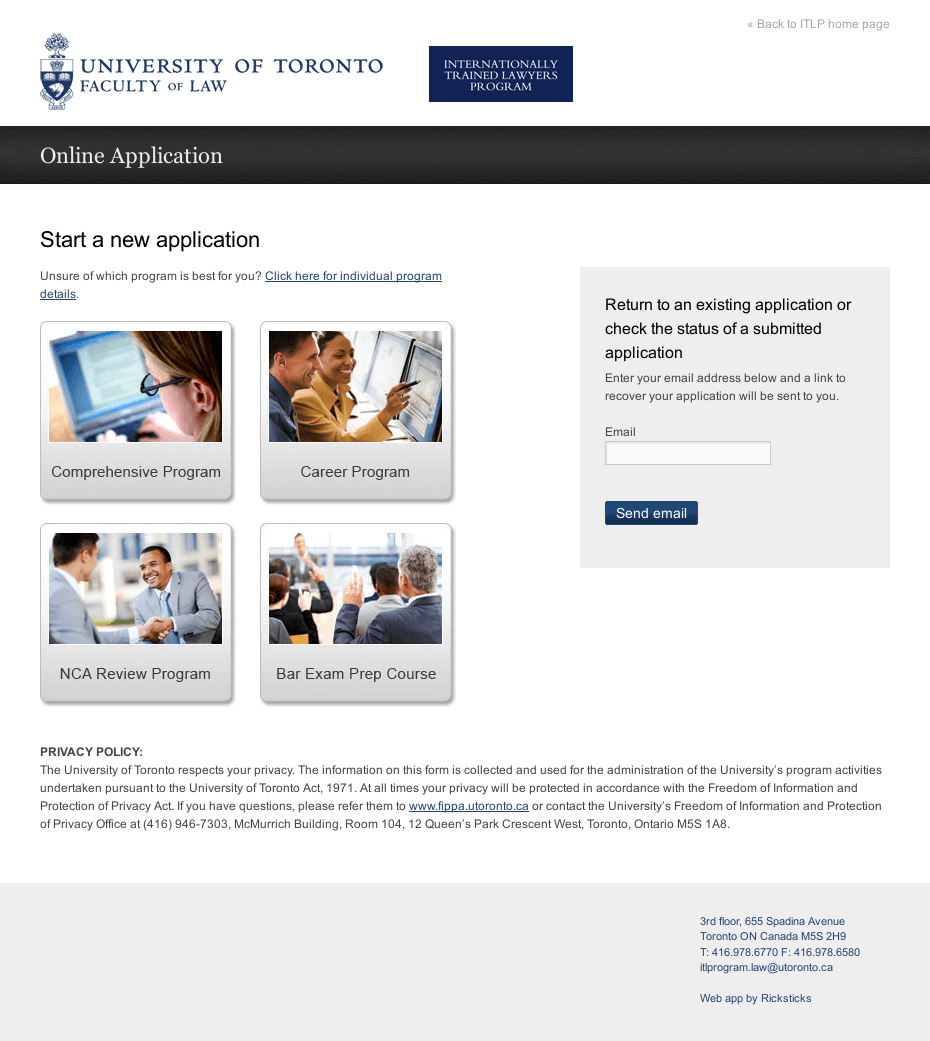 « Back to ITLP home page
UNIVERSITY OF TORONTO
FACULTY OF LAW
INTERNATIONALLY
TRAINED LAWYERS
PROGRAM
Online Application
Start a new application
Unsure of which program is best for you? Click here for individual program
details.
Comprehensive Program
Career Program
NCA Review Program
Bar Exam Prep Course
Return to an existing application or
check the status of a submitted
application
Enter your email address below and a link to
recover your application will be sent to you.
Email
Send email
PRIVACY POLICY:
The University of Toronto respects your privacy. The information on this form is collected and used for the administration of the University's program activities
undertaken pursuant to the University of Toronto Act, 1971. At all times your privacy will be protected in accordance with the Freedom of Information and
Protection of Privacy Act. If you have questions, please refer them to www.fippa.utoronto.ca or contact the University's Freedom of Information and Protection
of Privacy Office at (416) 946-7303, McMurrich Building, Room 104, 12 Queen's Park Crescent West, Toronto, Ontario M5S 1A8.
3rd floor, 655 Spadina Avenue
Toronto ON Canada M5S 2H9
T: 416.978.6770 F: 416.978.6580
itlprogram.law@utoronto.ca
Web app by Ricksticks